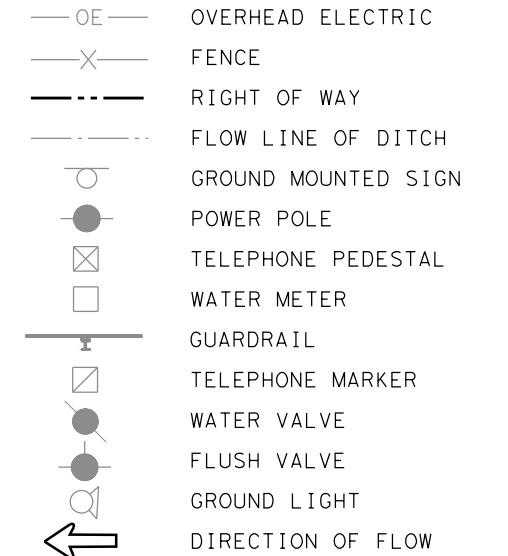 OE OVERHEAD ELECTRIC
X FENCE
RIGHT OF WAY
FLOW LINE OF DITCH
GROUND MOUNTED SIGN
POWER POLE
TELEPHONE PEDESTAL
WATER METER
GUARDRAIL
TELEPHONE MARKER
WATER VALVE
FLUSH VALVE
GROUND LIGHT
DIRECTION OF FLOW